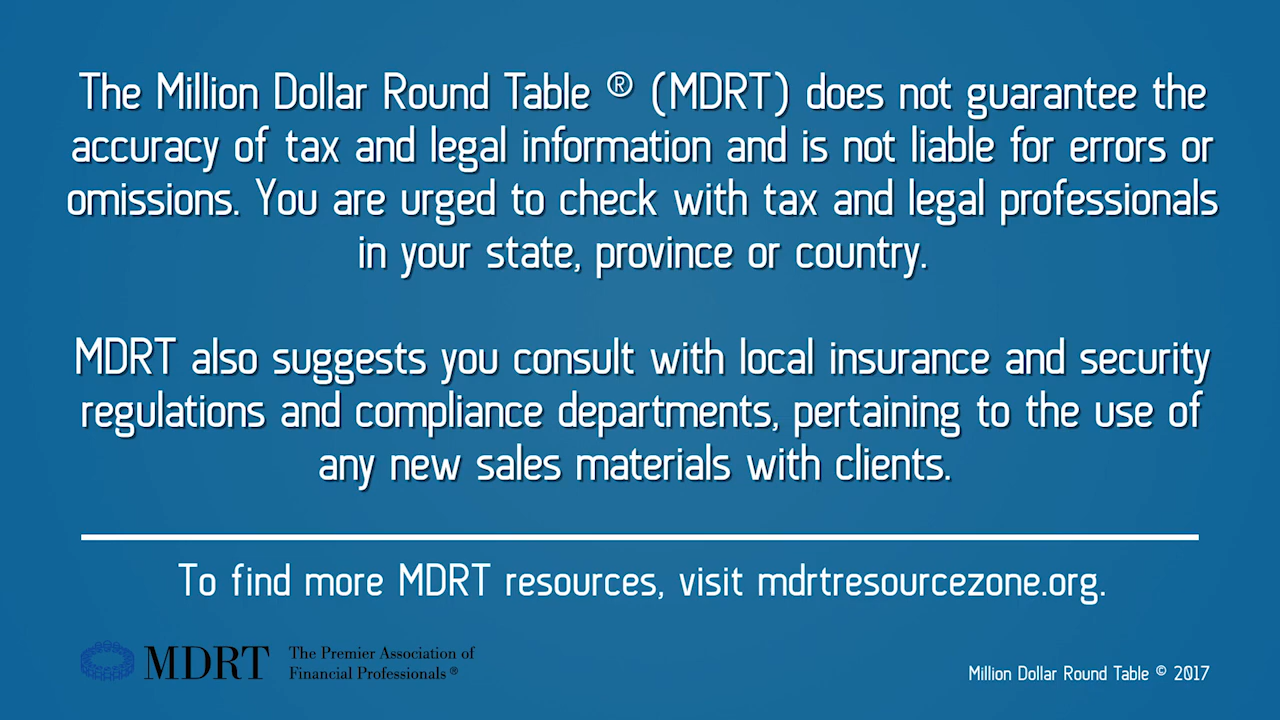 The Million Dollar Round Table ® (MDRT) does not guarantee the
accuracy of tax and legal information and is not liable for errors or
omissions. You are urged to check with tax and legal professionals
in your state, province or country.
MDRT also suggests you consult with local insurance and security
regulations and compliance departments, pertaining to the use of
any new sales materials with clients.
To find more MDRT resources, visit mdrtresourcezone.org.
MDRT
The Premier Association of
Financial Professionals ®
Million Dollar Round Table © 2017